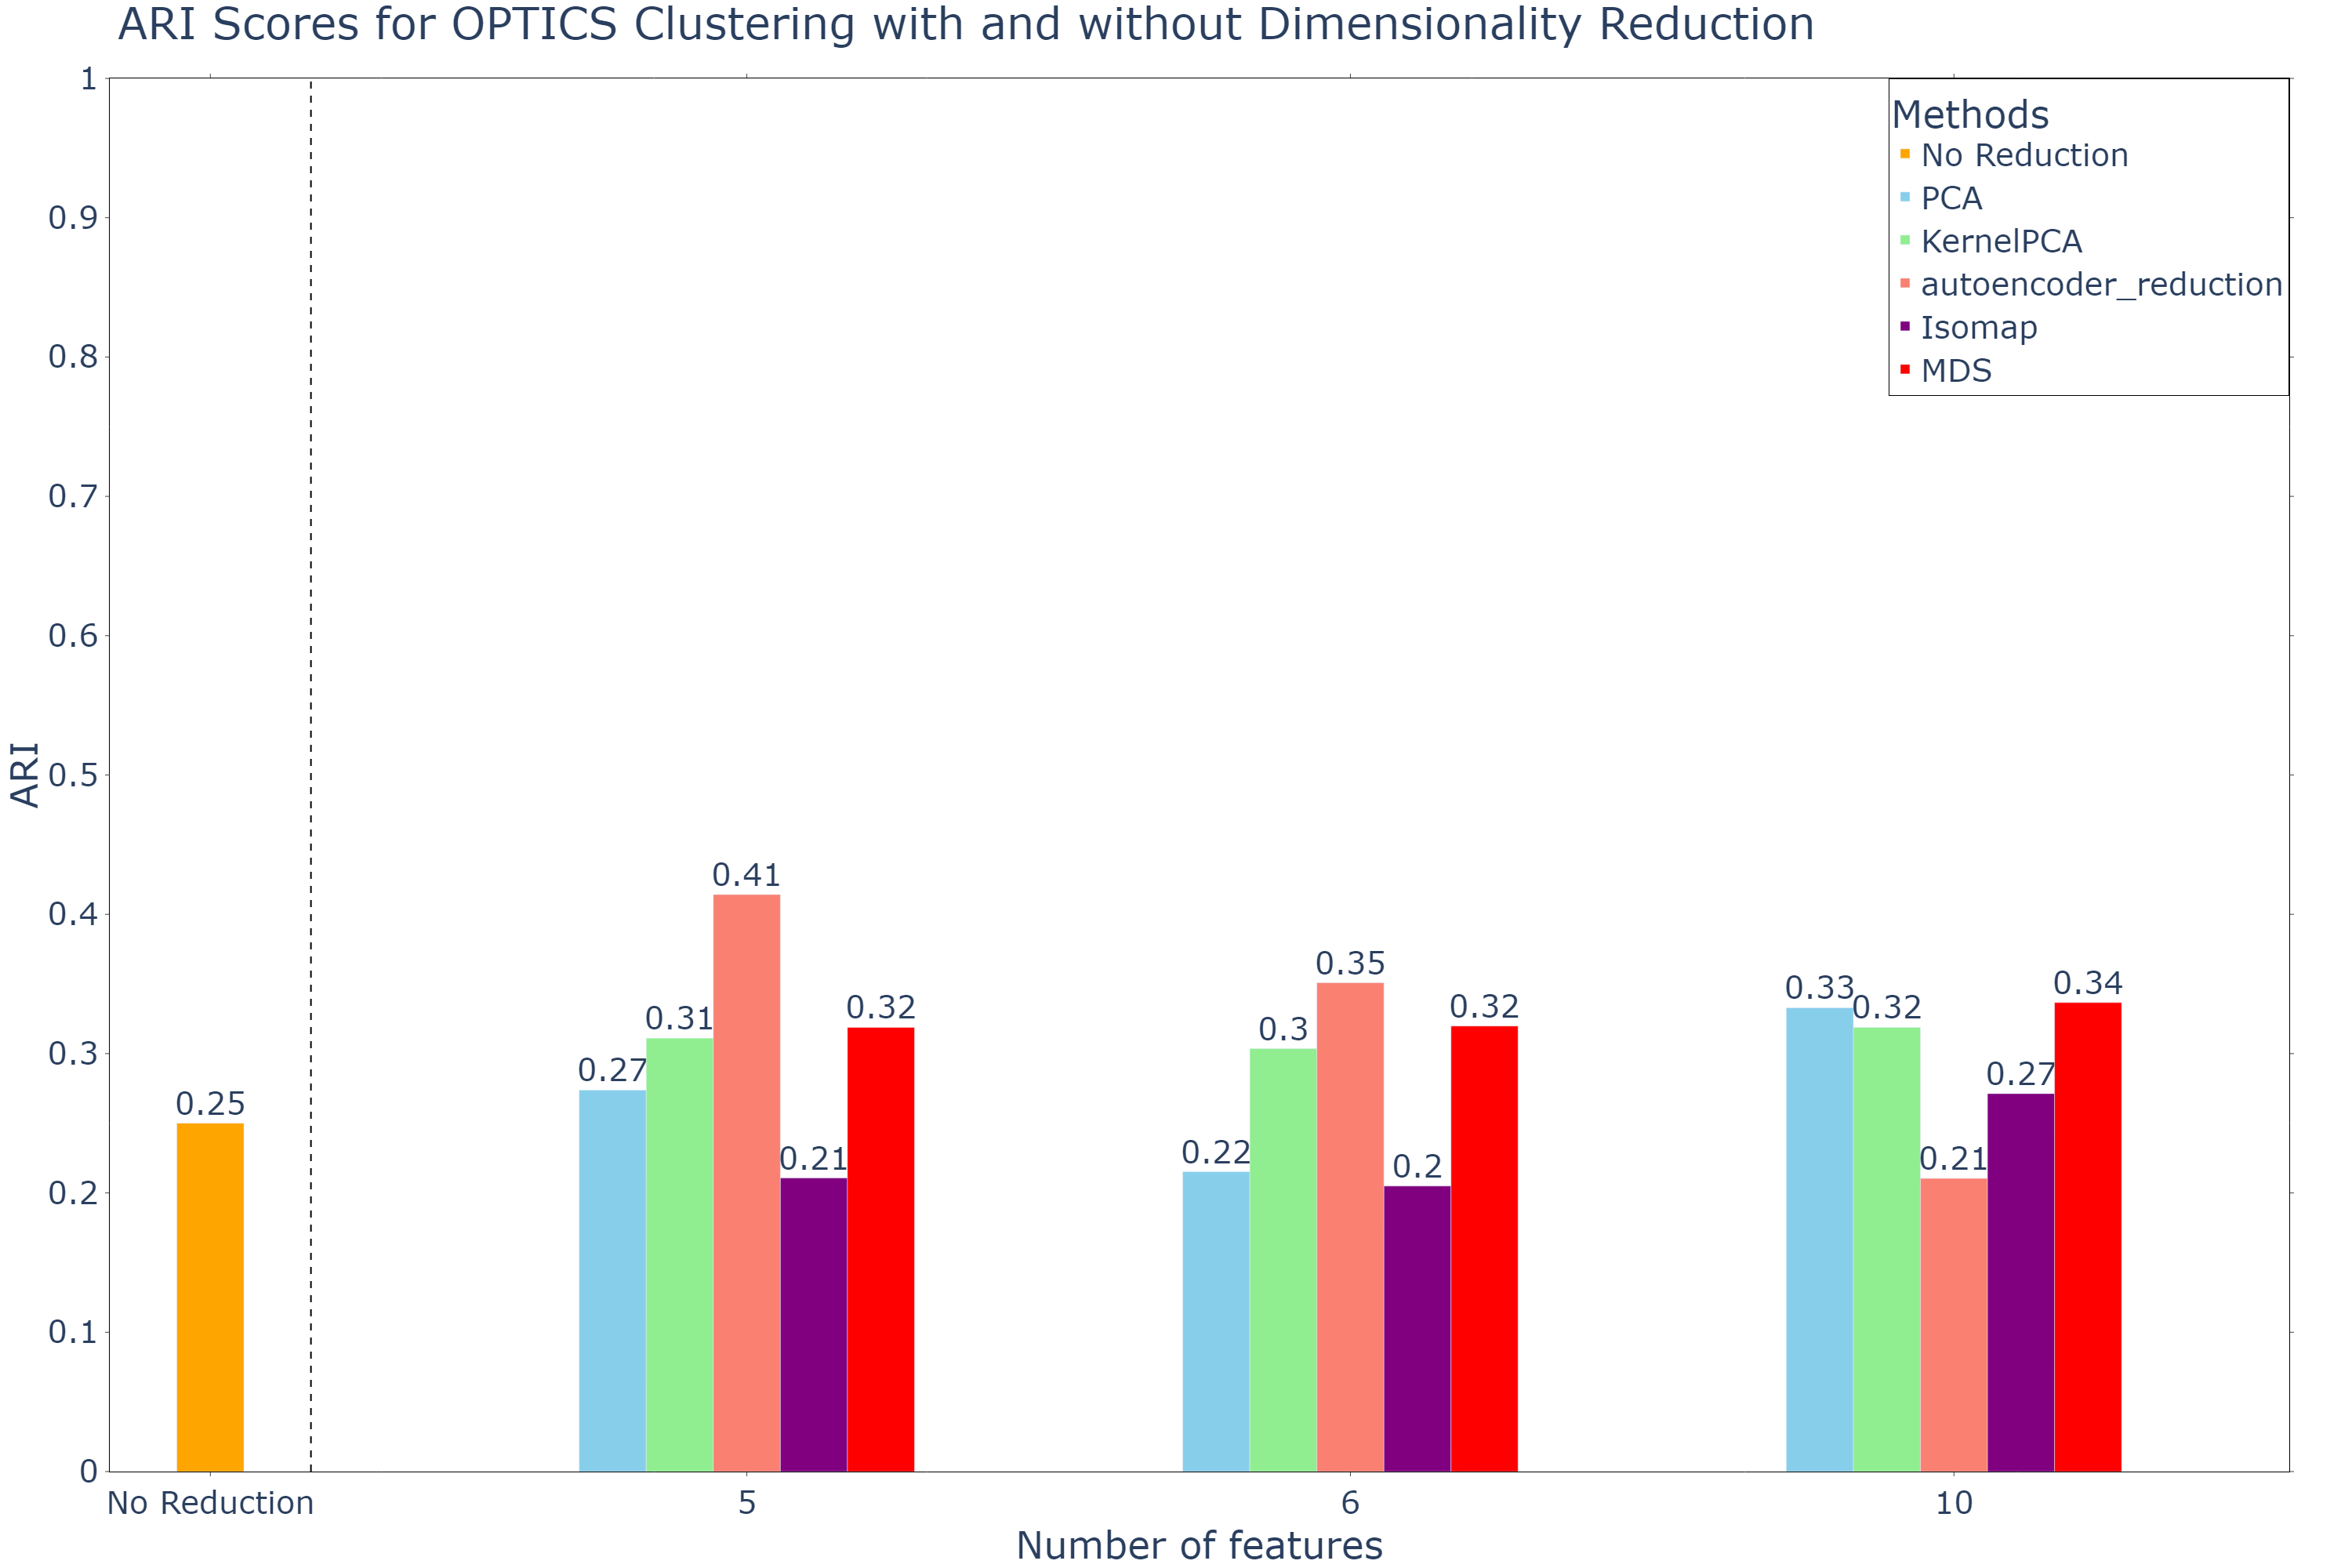 ARI Scores for OPTICS Clustering with and without Dimensionality Reduction
Methods
No Reduction
PCA
KernelPCA
autoencoder_reduction
Isomap
MDS
1
0.9
0.8
0.7
0.6
0.5
0.4
0.3
0.2
0.1
0
ARI
0.25
0.27
0.31
0.41
0.21
0.32
0.22
0.3
0.35
0.2
0.32
0.33
0.32
0.21
0.27
0.34
No Reduction
5
6
10
Number of features